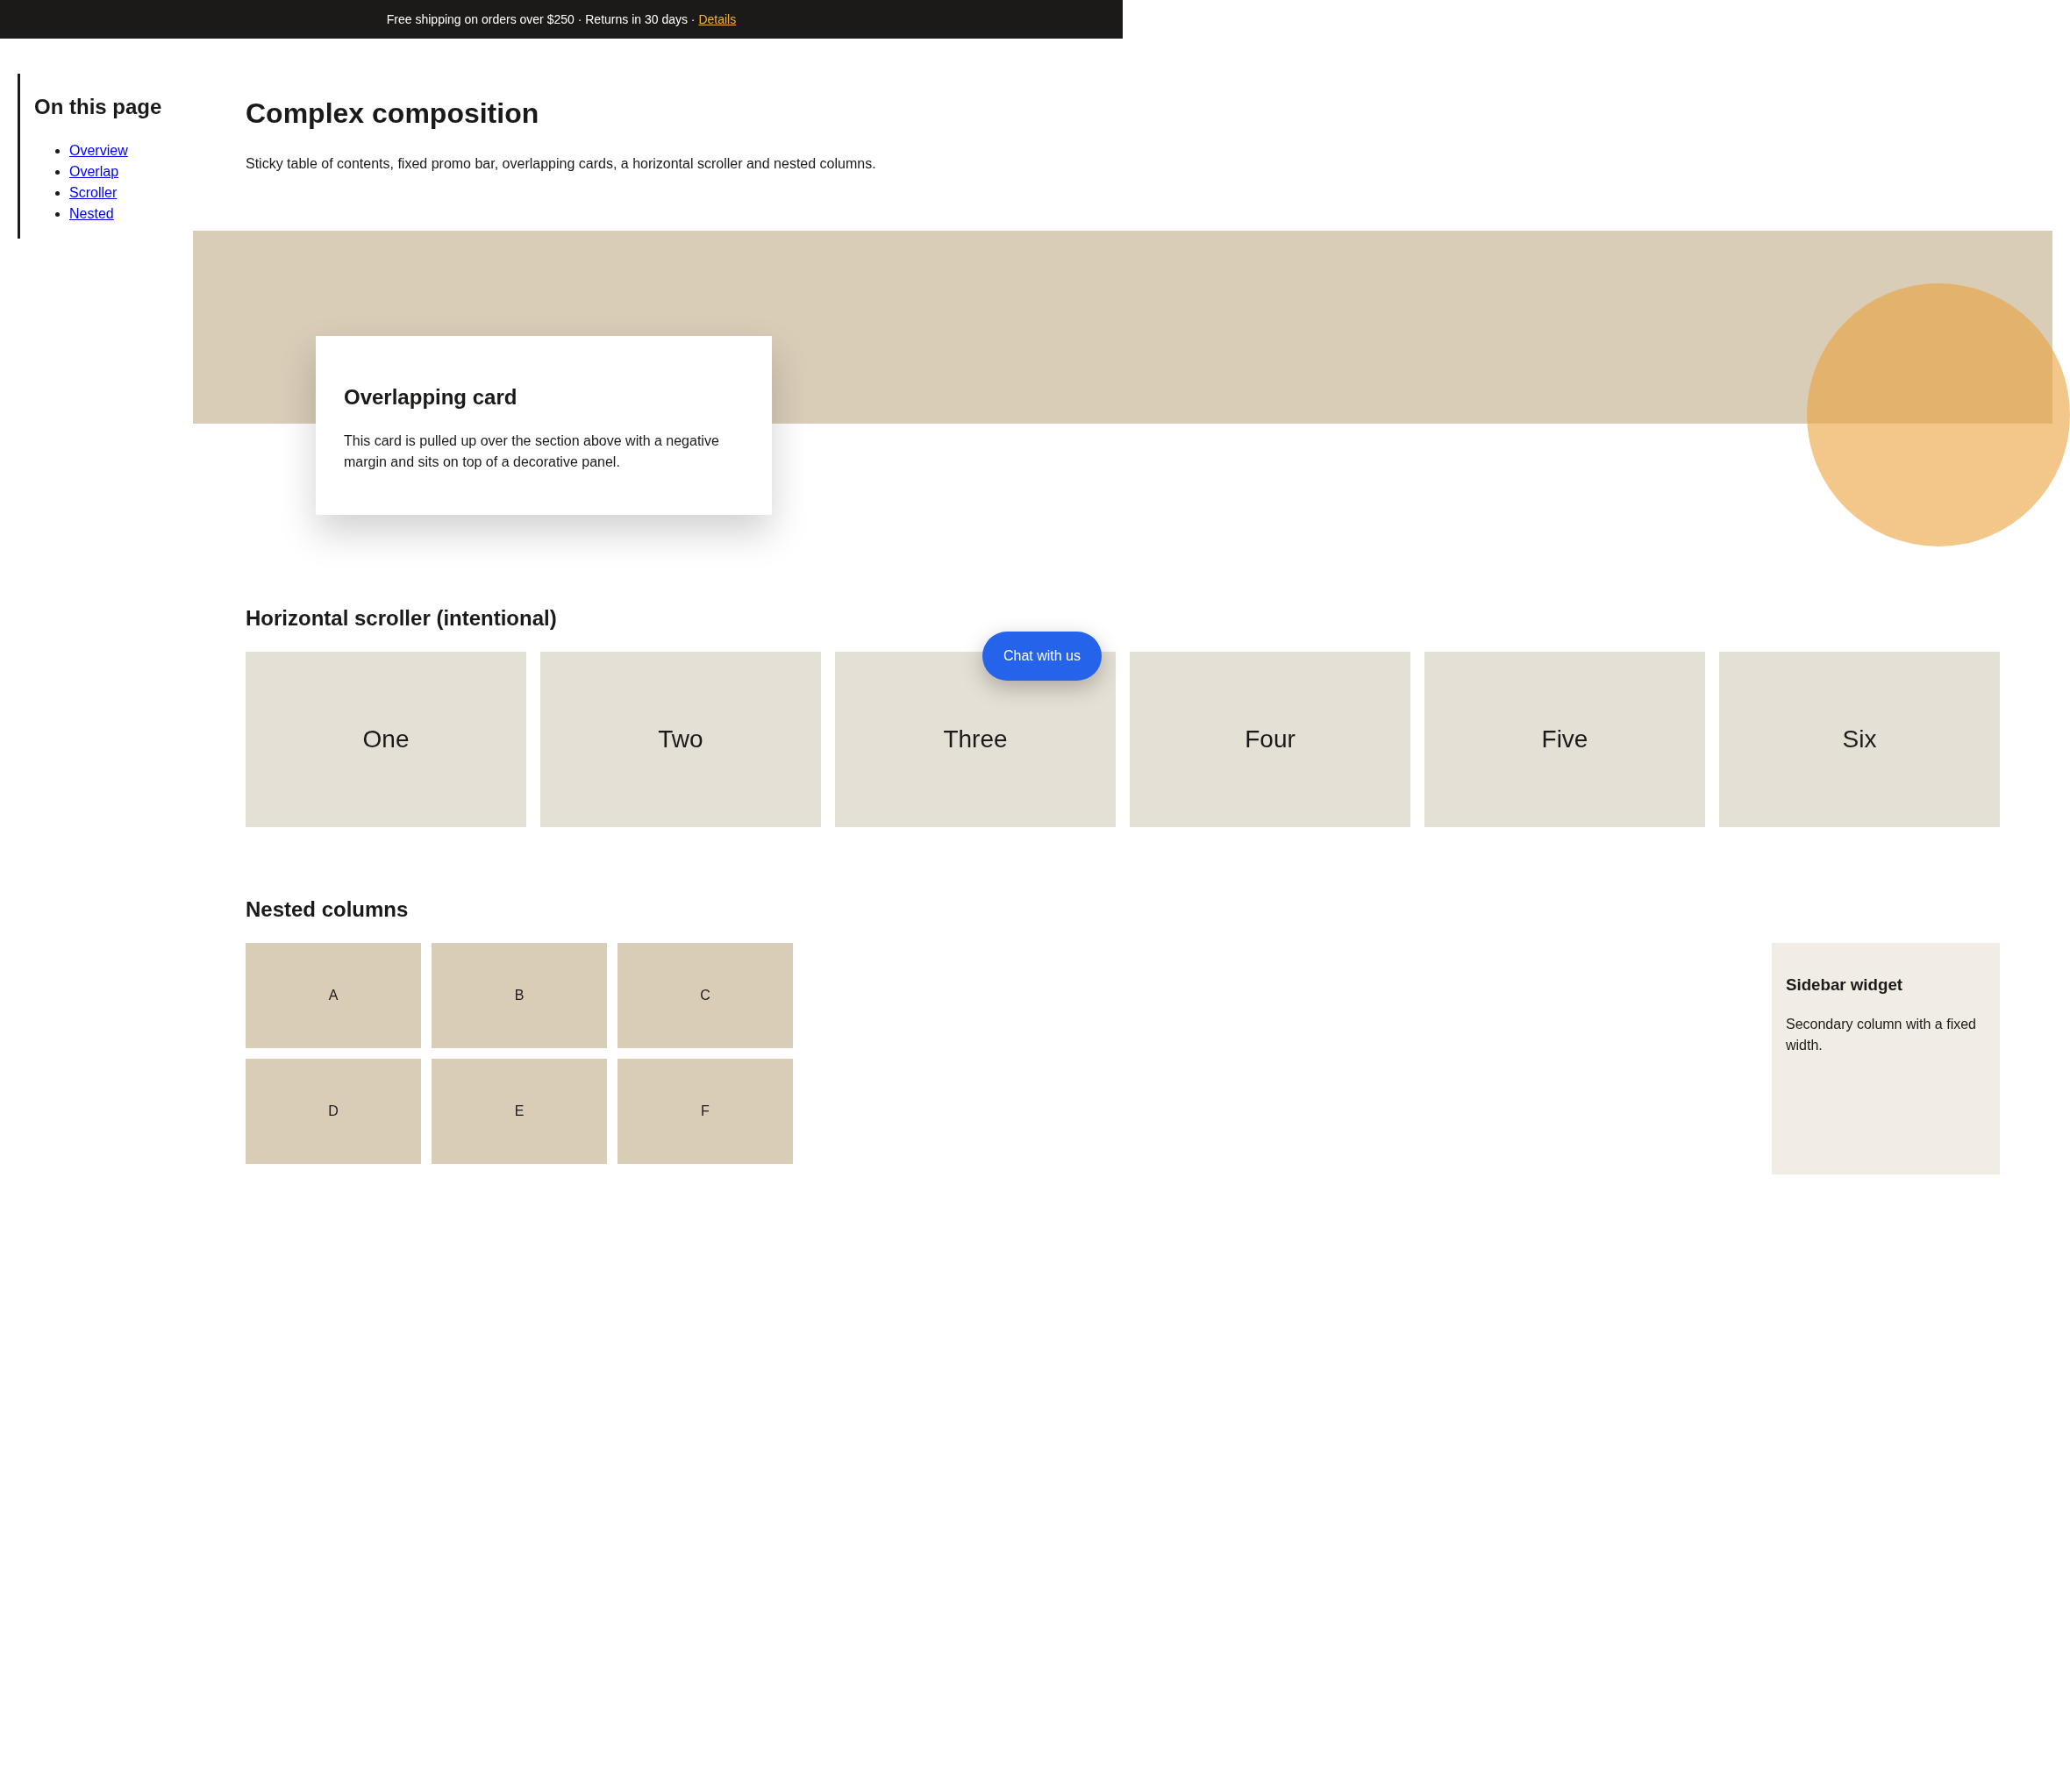 Free shipping on orders over $250 · Returns in 30 days · Details
On this page
Overview
Overlap
Scroller
Nested
Complex composition
Sticky table of contents, fixed promo bar, overlapping cards, a horizontal scroller and nested columns.
Overlapping card
This card is pulled up over the section above with a negative
margin and sits on top of a decorative panel.
Horizontal scroller (intentional)
Chat with us
One
Two
Three
Four
Five
Six
Nested columns
A
B
C
D
E
F
Sidebar widget
Secondary column with a fixed
width.